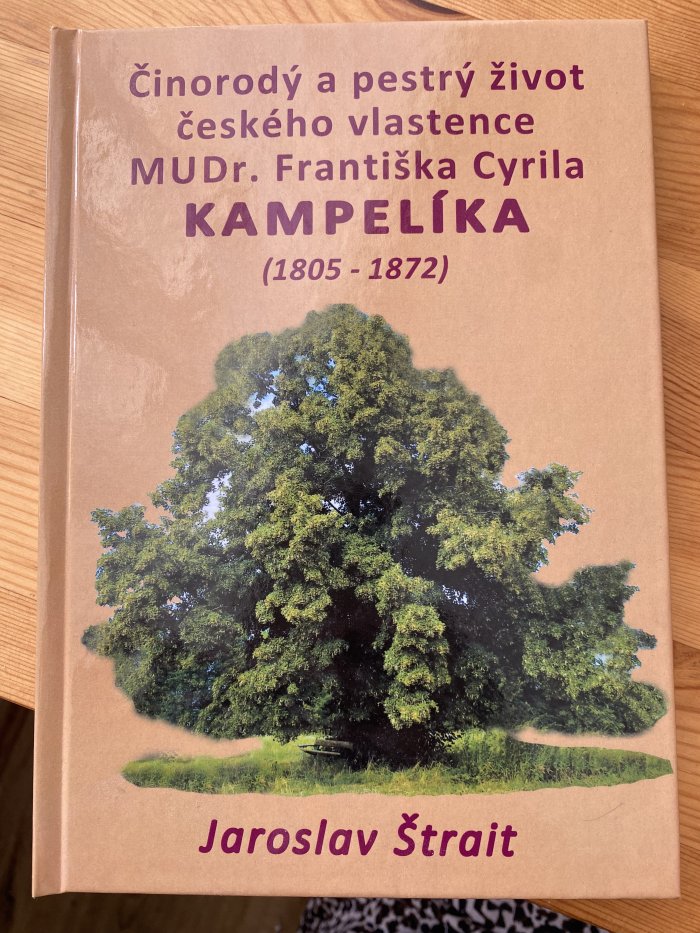 Činorodý a pestrý život
českého vlastence
MUDr. Františka Cyrila
KAMPELÍKA
(1805 - 1872)
Jaroslav Štrait